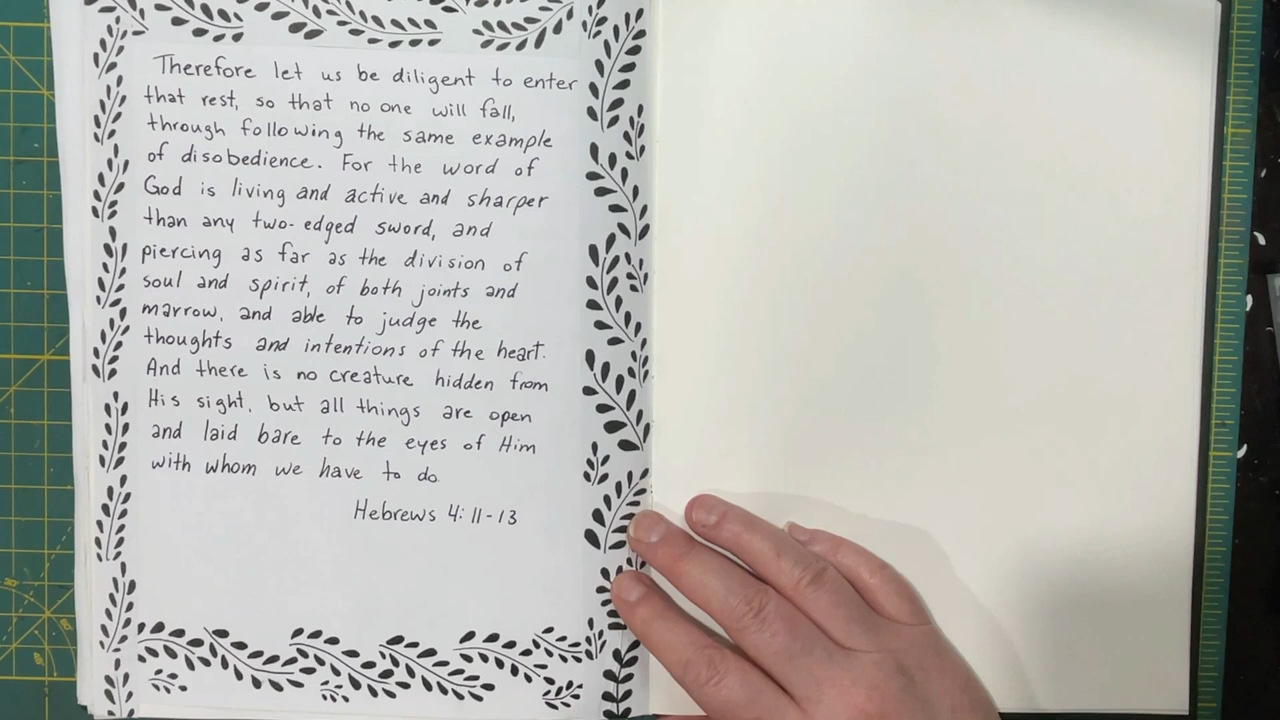 Therefore let us be diligent to enter
that rest, so that no one will fall,
through following the same example
of disobedience. For the word of
God is living and active and sharper
than any two-edged sword, and
piercing as far as the division of
soul and spirit, of both joints and
marrow, and able to judge the
thoughts and intentions of the heart.
And there is no creature hidden from
His sight, but all things are open
and laid bare to the eyes of Him
with whom we have to do.
Hebrews 4:11-13